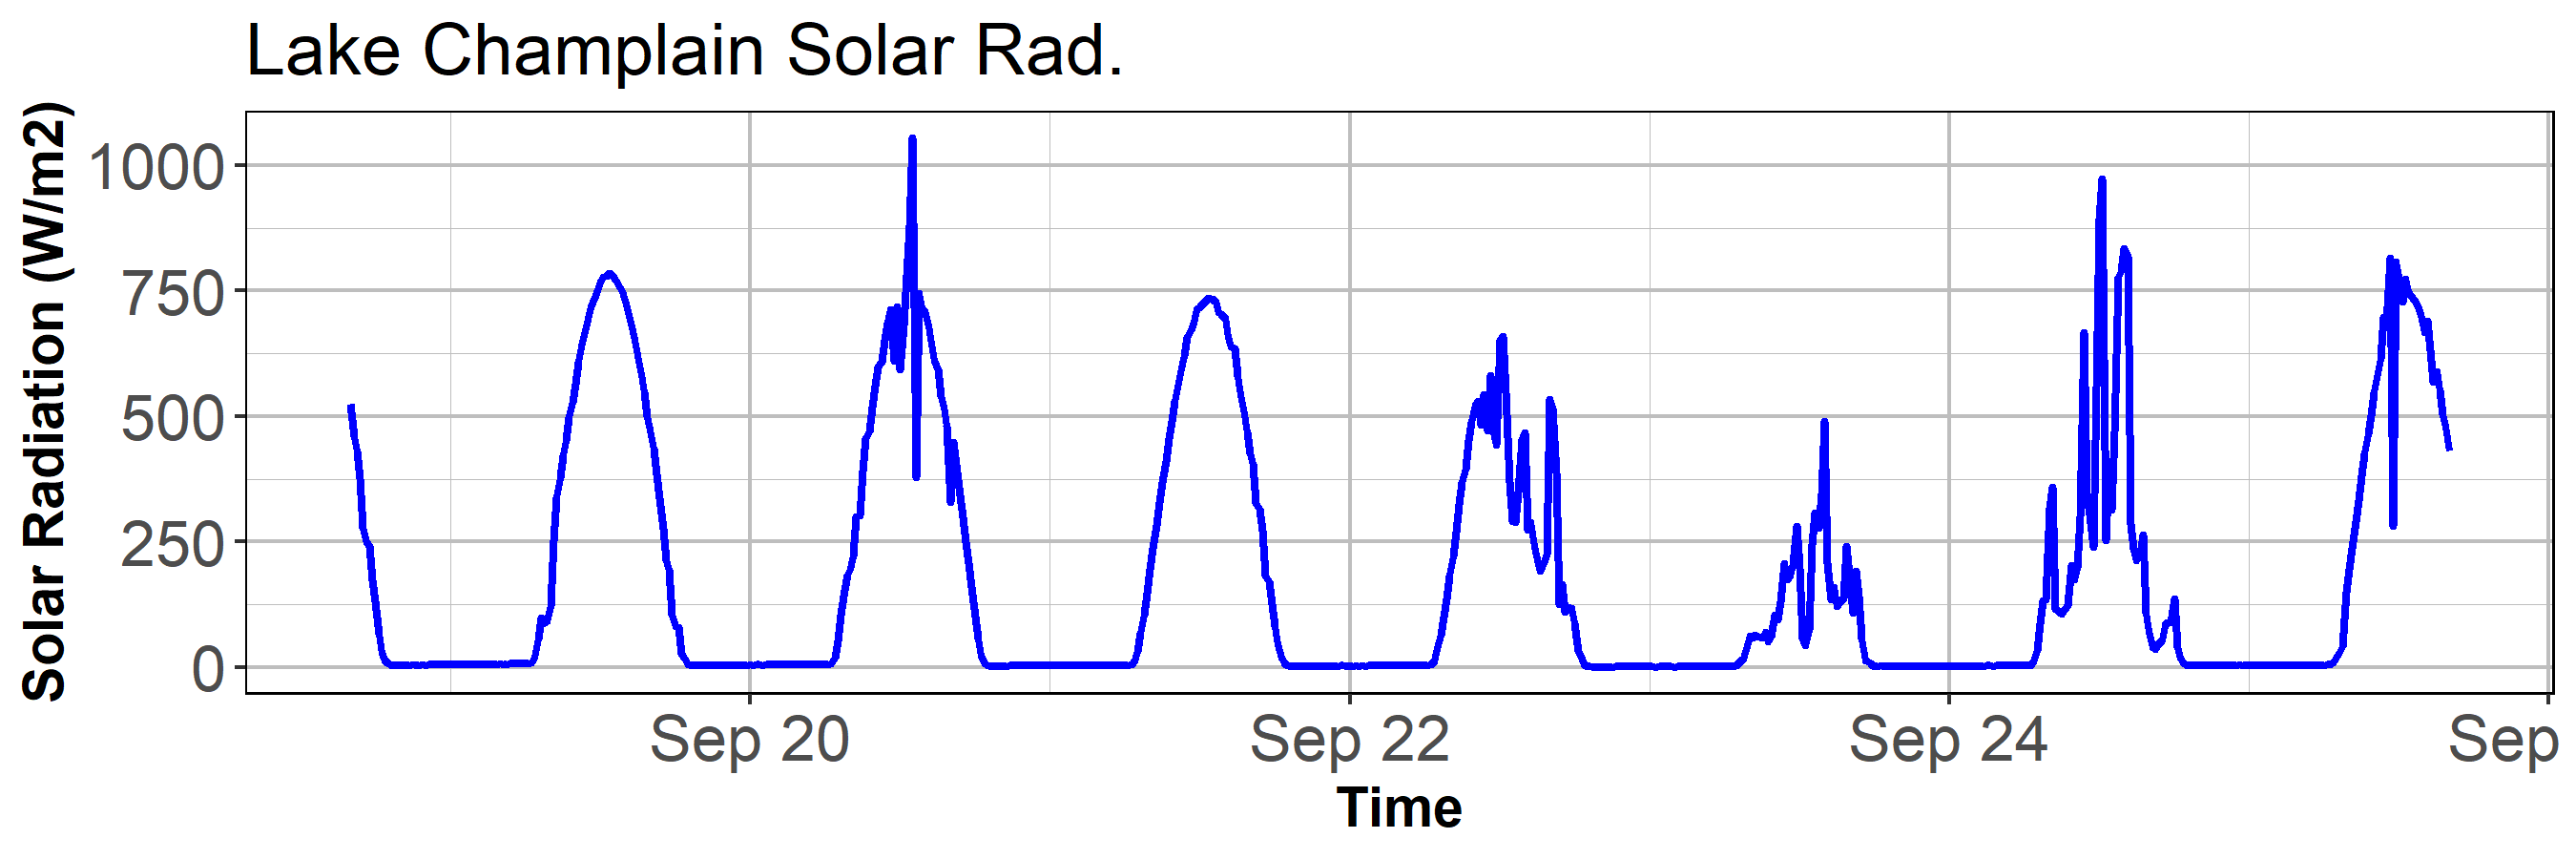 Lake Champlain Solar Rad.
Solar Radiation (W/m2)
1000
750
500
250
0
Sep 20
Sep 22
Sep 24
Sep
Time